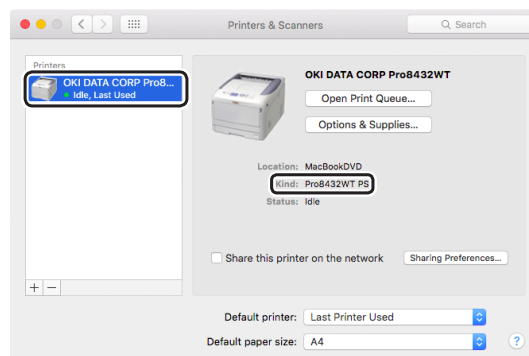 Printers & Scanners
Search
Printers
OKI DATA CORP Pro8...
Idle, Last Used
OKI DATA CORP Pro8432WT
Open Print Queue...
Options & Supplies...
Location: MacBookDVD
Kind: Pro8432WT PS
Status: Idle
Share this printer on the network
Sharing Preferences...
+ −
Default printer: Last Printer Used
Default paper size: A4
?